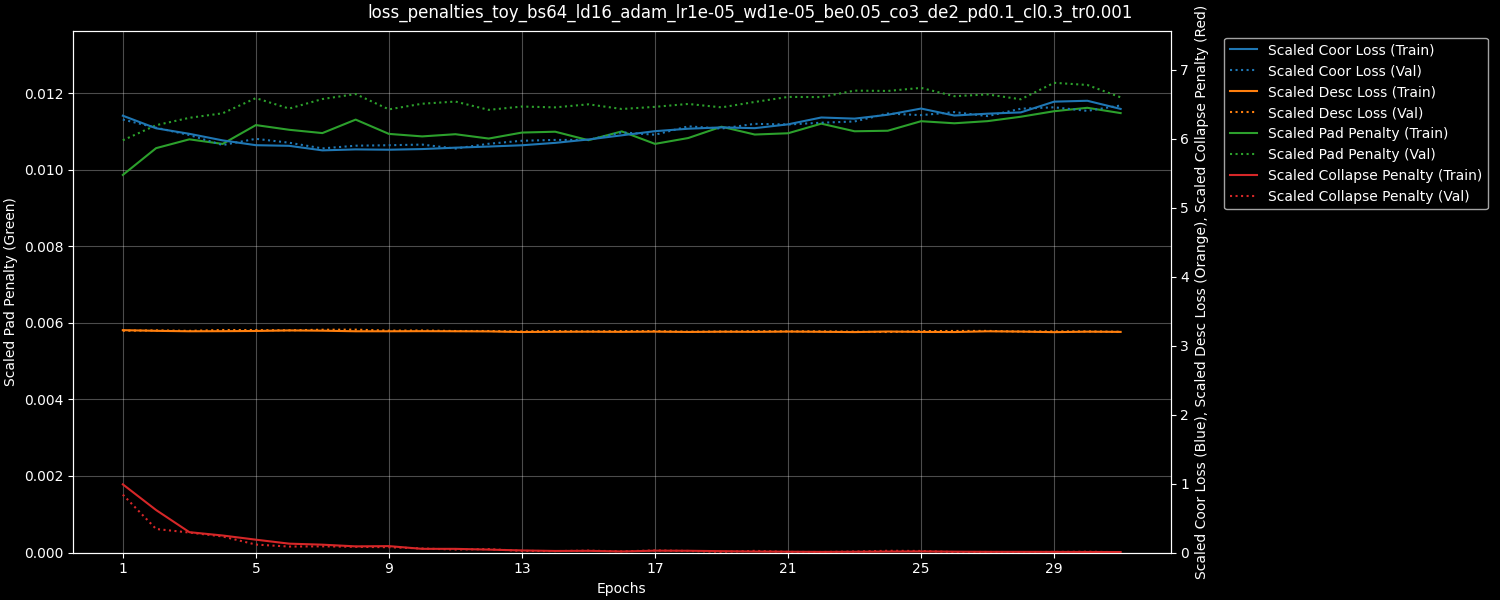 loss_penalties_toy_bs64_ld16_adam_lr1e-05_wd1e-05_be0.05_co3_de2_pd0.1_cl0.3_tr0.001
Scaled Pad Penalty (Green)
0.012
0.010
0.008
0.006
0.004
0.002
0.000
1 5 9 13 17 21 25 29
Epochs
7
6
5
4
3
2
1
0
Scaled Coor Loss (Blue), Scaled Desc Loss (Orange), Scaled Collapse Penalty (Red)
Scaled Coor Loss (Train)
Scaled Coor Loss (Val)
Scaled Desc Loss (Train)
Scaled Desc Loss (Val)
Scaled Pad Penalty (Train)
Scaled Pad Penalty (Val)
Scaled Collapse Penalty (Train)
Scaled Collapse Penalty (Val)